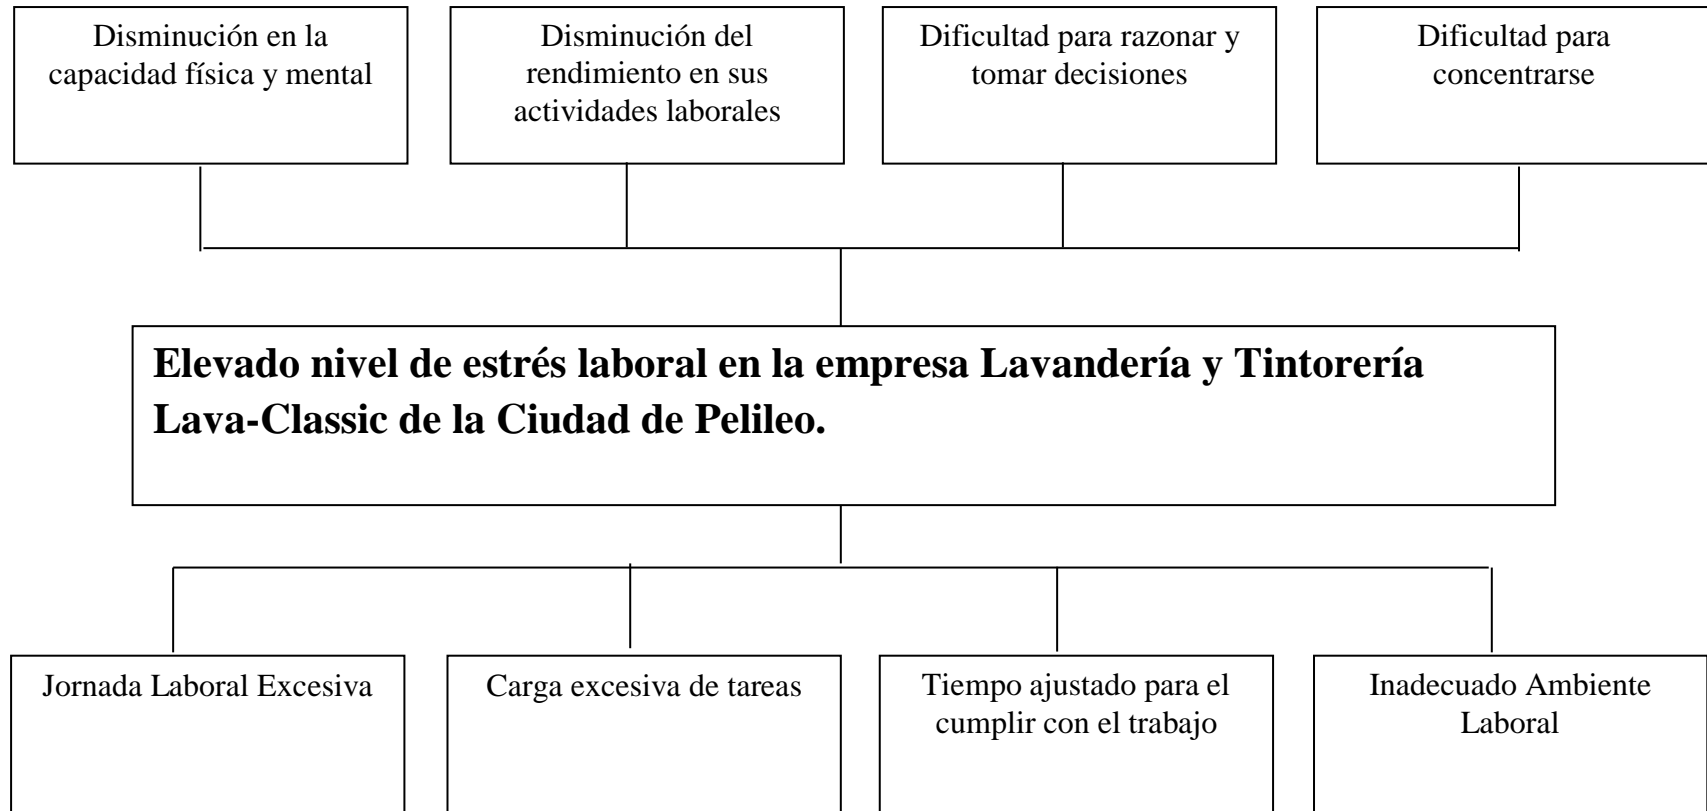 Disminución en la
capacidad física y mental
Disminución del
rendimiento en sus
actividades laborales
Dificultad para razonar y
tomar decisiones
Dificultad para
concentrarse
Elevado nivel de estrés laboral en la empresa Lavandería y Tintorería
Lava-Classic de la Ciudad de Pelileo.
Jornada Laboral Excesiva
Carga excesiva de tareas
Tiempo ajustado para el
cumplir con el trabajo
Inadecuado Ambiente
Laboral